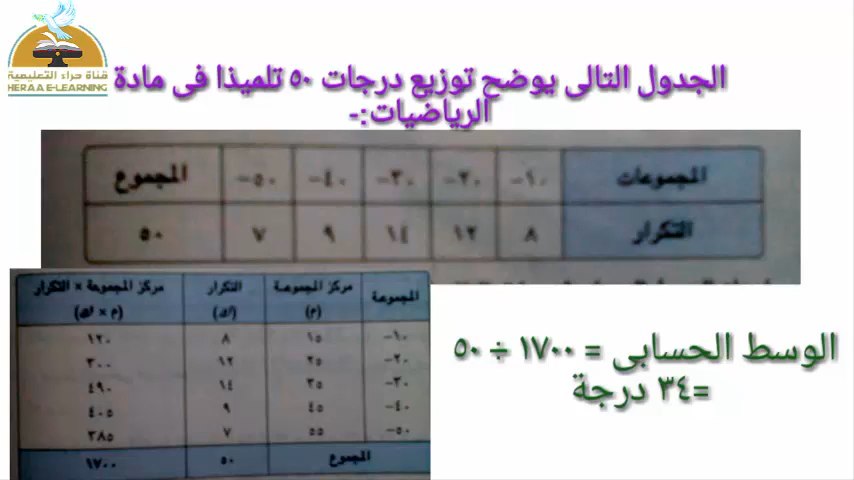 قناة حراء التعليمية
HERAA E-LEARNING
الجدول التالى يوضح توزيع درجات ٥٠ تلميذا فى مادة
الرياضيات:-
المجموعات ١٠- ٢٠- ٣٠- ٤٠- ٥٠- المجموع
التكرار ٨ ١٢ ١٤ ٩ ٧ ٥٠
المجموعة مركز المجموعة التكرار مركز المجموعة × التكرار
(م) (ك) (م × ك)
١٠- ١٥ ٨ ١٢٠
٢٠- ٢٥ ١٢ ٣٠٠
٣٠- ٣٥ ١٤ ٤٩٠
٤٠- ٤٥ ٩ ٤٠٥
٥٠- ٥٥ ٧ ٣٨٥
المجموع ٥٠ ١٧٠٠
الوسط الحسابى = ١٧٠٠ ÷ ٥٠
=٣٤ درجة